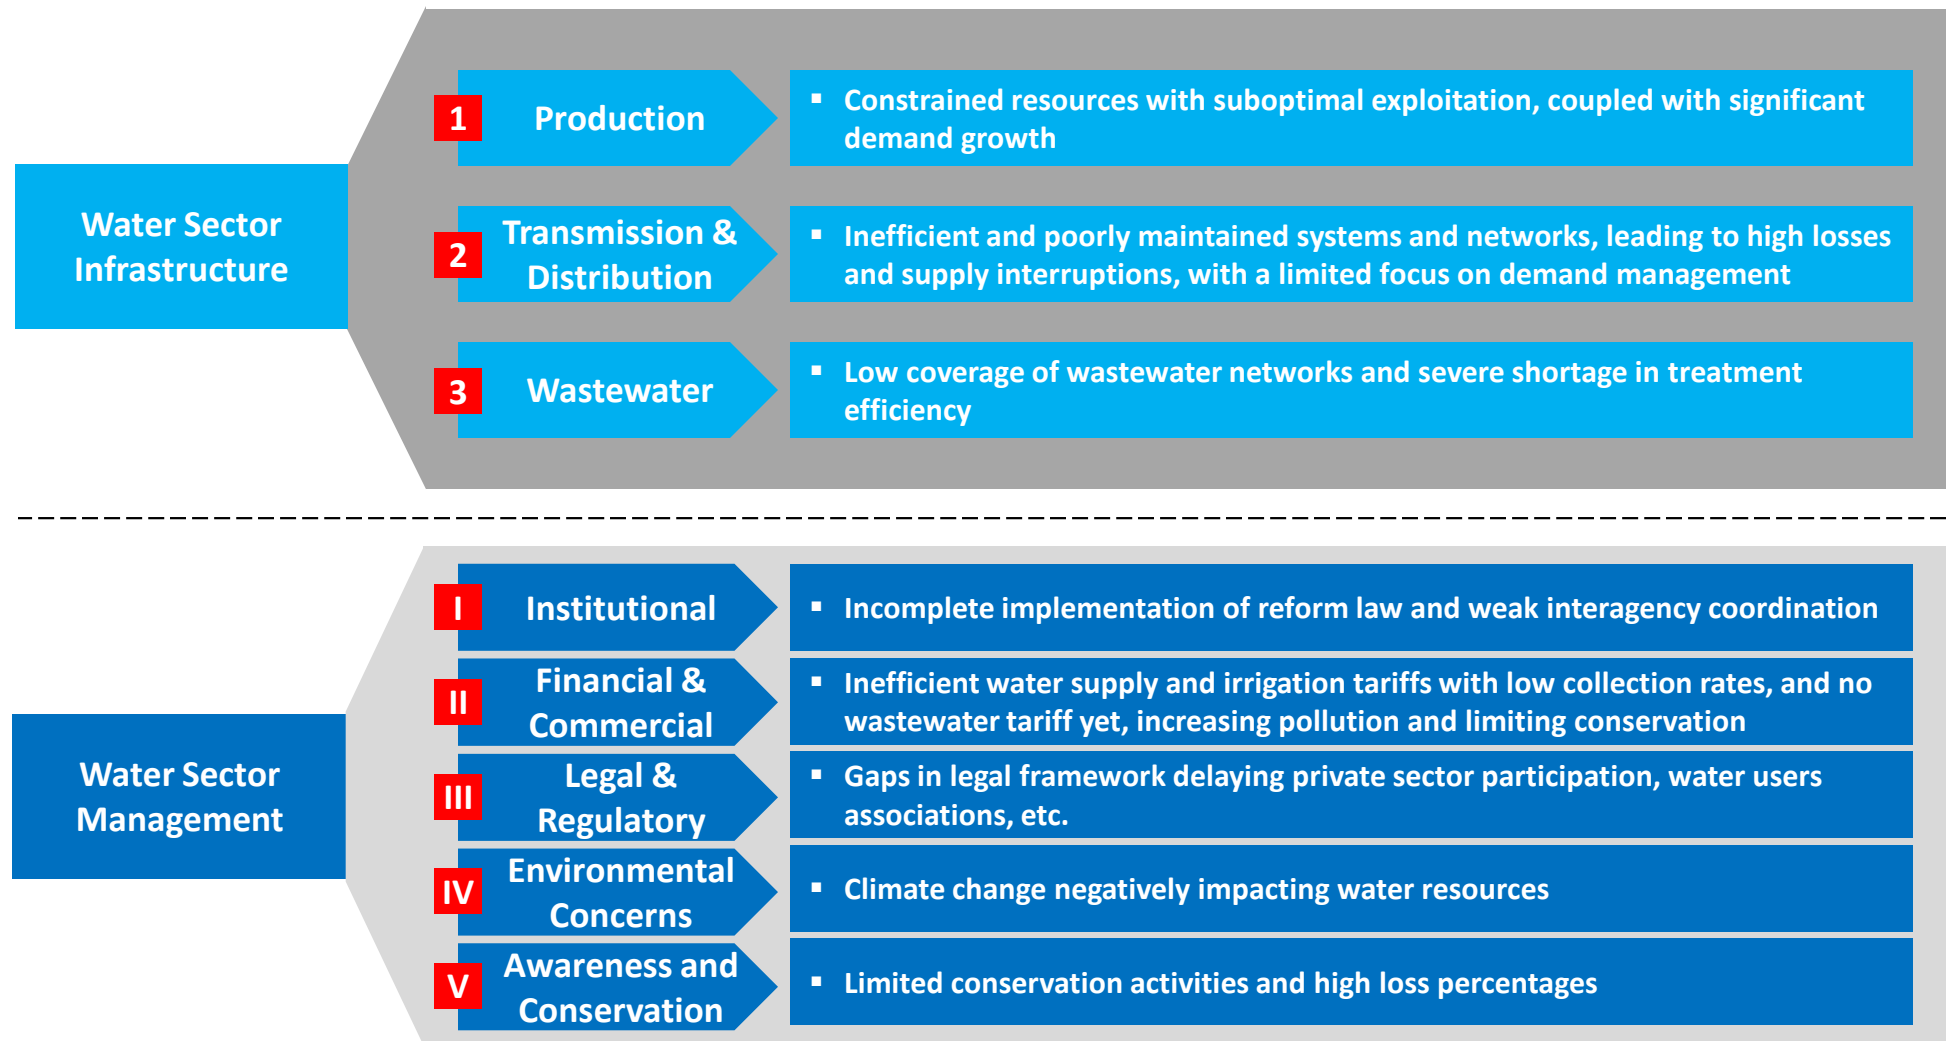 Water Sector
Infrastructure
1
Production
▪ Constrained resources with suboptimal exploitation, coupled with significant
demand growth
2
Transmission &
Distribution
▪ Inefficient and poorly maintained systems and networks, leading to high losses
and supply interruptions, with a limited focus on demand management
3
Wastewater
▪ Low coverage of wastewater networks and severe shortage in treatment
efficiency
Water Sector
Management
I
Institutional
▪ Incomplete implementation of reform law and weak interagency coordination
II
Financial &
Commercial
▪ Inefficient water supply and irrigation tariffs with low collection rates, and no
wastewater tariff yet, increasing pollution and limiting conservation
III
Legal &
Regulatory
▪ Gaps in legal framework delaying private sector participation, water users
associations, etc.
IV
Environmental
Concerns
▪ Climate change negatively impacting water resources
V
Awareness and
Conservation
▪ Limited conservation activities and high loss percentages